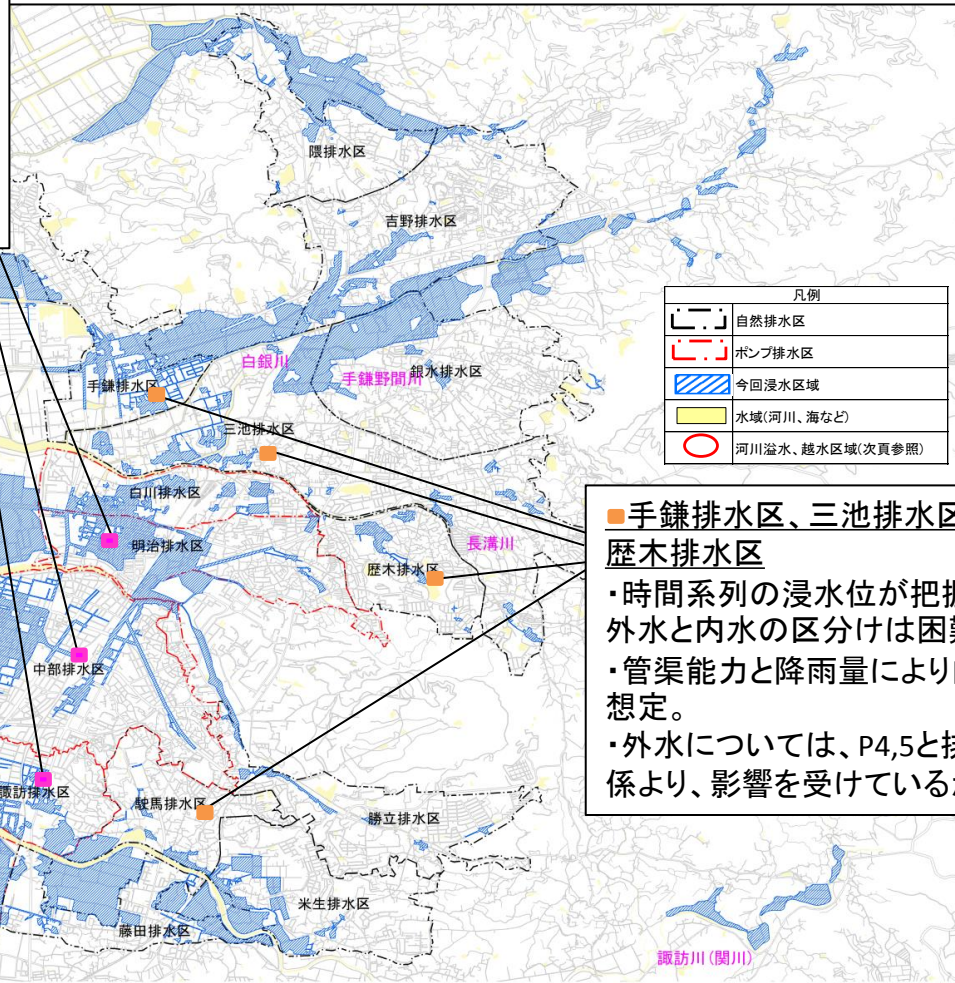 隈排水区
吉野排水区
凡例
自然排水区
ポンプ排水区
今回浸水区域
水域(河川、海など)
河川溢水、越水区域(次頁参照)
白銀川
手鎌野間川
銀水排水区
手鎌排水区
三池排水区
白川排水区
明治排水区
長溝川
歴木排水区
■手鎌排水区、三池排水区
歴木排水区
・時間系列の浸水位が把
外水と内水の区分けは困
・管渠能力と降雨量により
想定。
・外水については、P4,5と
係より、影響を受けている
中部排水区
諏訪排水区
駛馬排水区
勝立排水区
米生排水区
藤田排水区
諏訪川(関川)